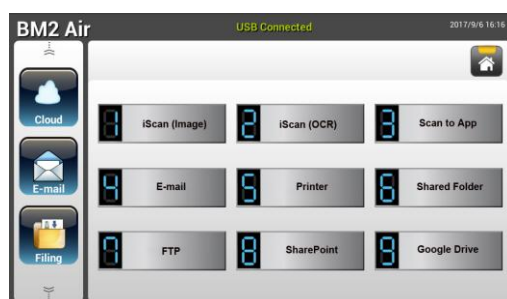 BM2 Air
USB Connected
2017/9/6 16:16
Cloud
E-mail
Filing
1 iScan (Image)
2 iScan (OCR)
3 Scan to App
4 E-mail
5 Printer
6 Shared Folder
7 FTP
8 SharePoint
9 Google Drive